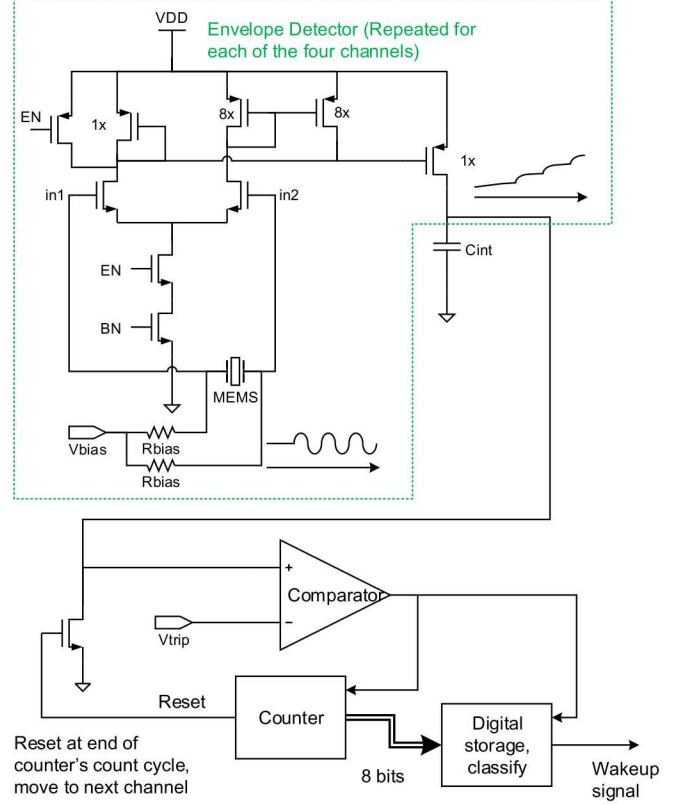 VDD
Envelope Detector (Repeated for
each of the four channels)
EN
1x
8x
8x
1x
in1
in2
EN
Cint
BN
MEMS
Vbias
Rbias
Rbias
+
Comparator
−
Vtrip
Reset
Counter
Digital
storage,
classify
Reset at end of
counter's count cycle,
move to next channel
8 bits
Wakeup
signal